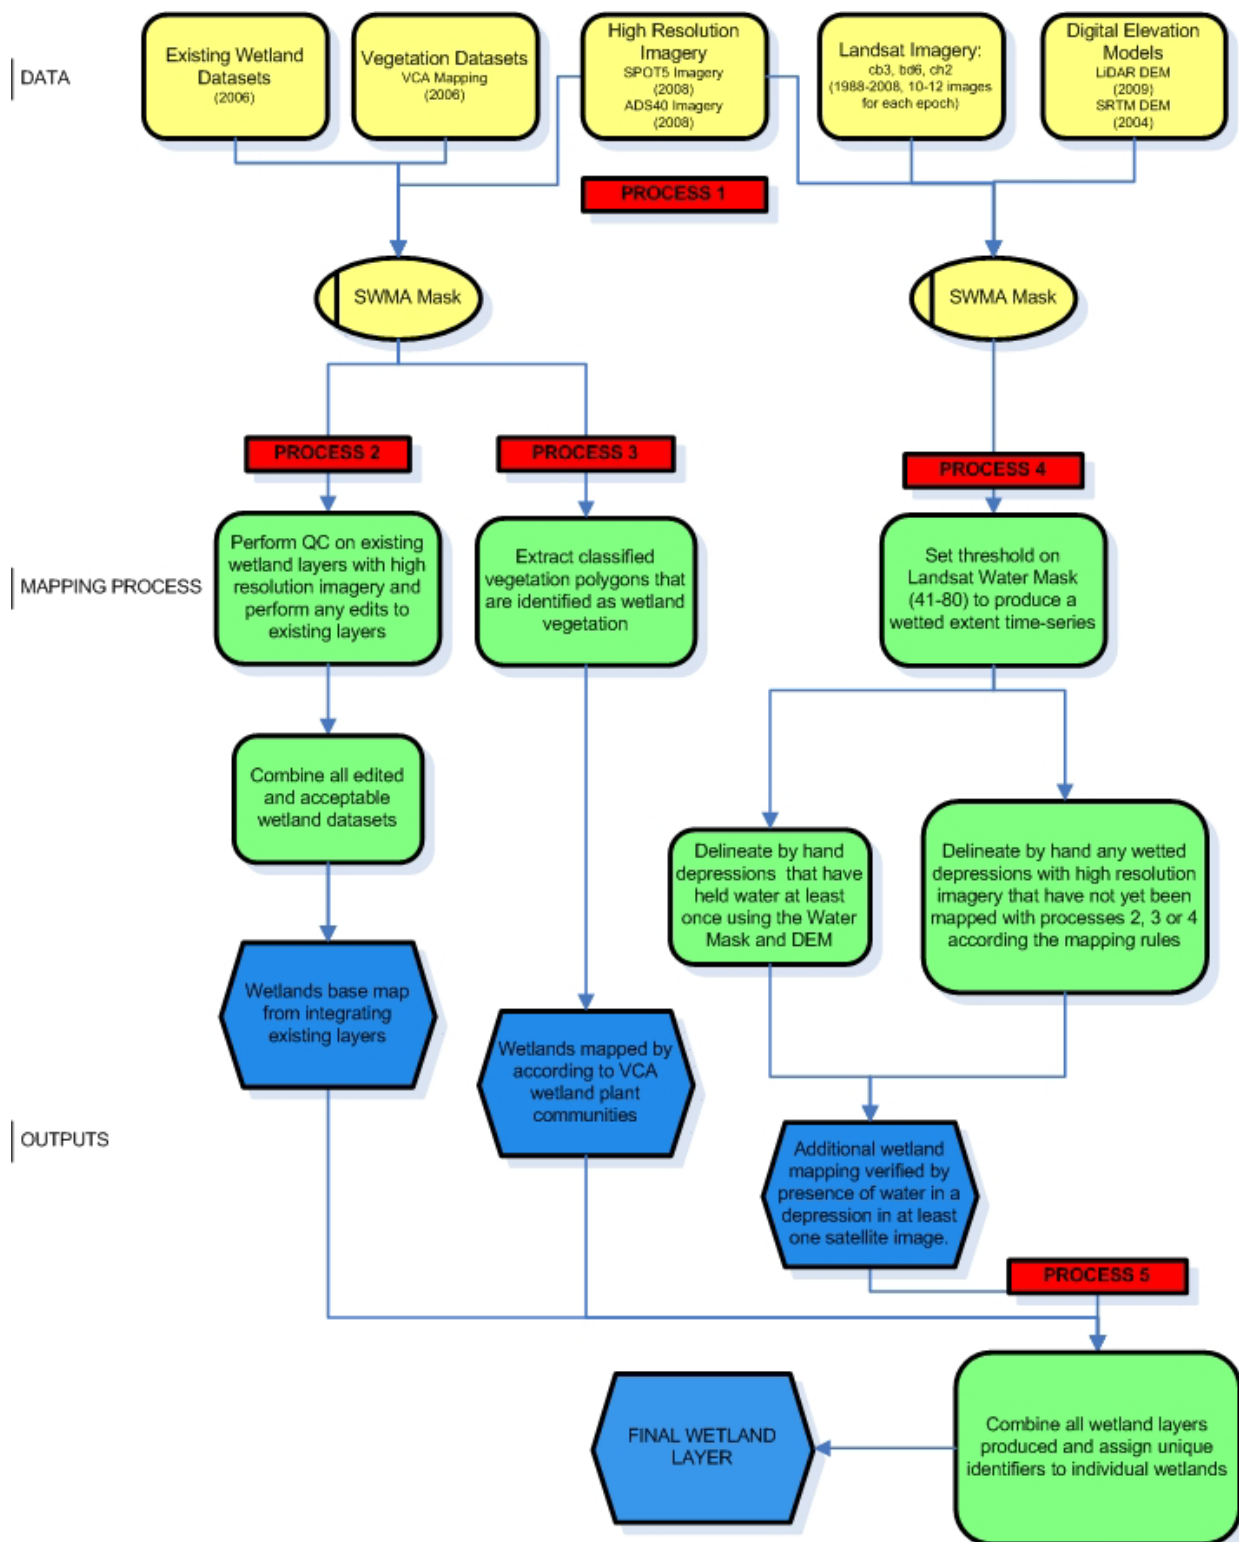 DATA
Existing Wetland
Datasets
(2006)
Vegetation Datasets
VCA Mapping
(2006)
High Resolution
Imagery
SPOT5 Imagery
(2008)
ADS40 Imagery
(2008)
Landsat Imagery:
cb3, bd6, ch2
(1988-2008, 10-12 images
for each epoch)
Digital Elevation
Models
LiDAR DEM
(2009)
SRTM DEM
(2004)
PROCESS 1
SWMA Mask
SWMA Mask
PROCESS 2
PROCESS 3
PROCESS 4
MAPPING PROCESS
Perform QC on existing
wetland layers with high
resolution imagery and
perform any edits to
existing layers
Extract classified
vegetation polygons that
are identified as wetland
vegetation
Set threshold on
Landsat Water Mask
(41-80) to produce a
wetted extent time-series
Combine all edited
and acceptable
wetland datasets
Delineate by hand
depressions that have
held water at least
once using the Water
Mask and DEM
Delineate by hand any wetted
depressions with high resolution
imagery that have not yet been
mapped with processes 2, 3 or 4
according the mapping rules
Wetlands base map
from integrating
existing layers
Wetlands mapped by
according to VCA
wetland plant
communities
OUTPUTS
Additional wetland
mapping verified by
presence of water in a
depression in at least
one satellite image.
PROCESS 5
Combine all wetland layers
produced and assign unique
identifiers to individual wetlands
FINAL WETLAND
LAYER